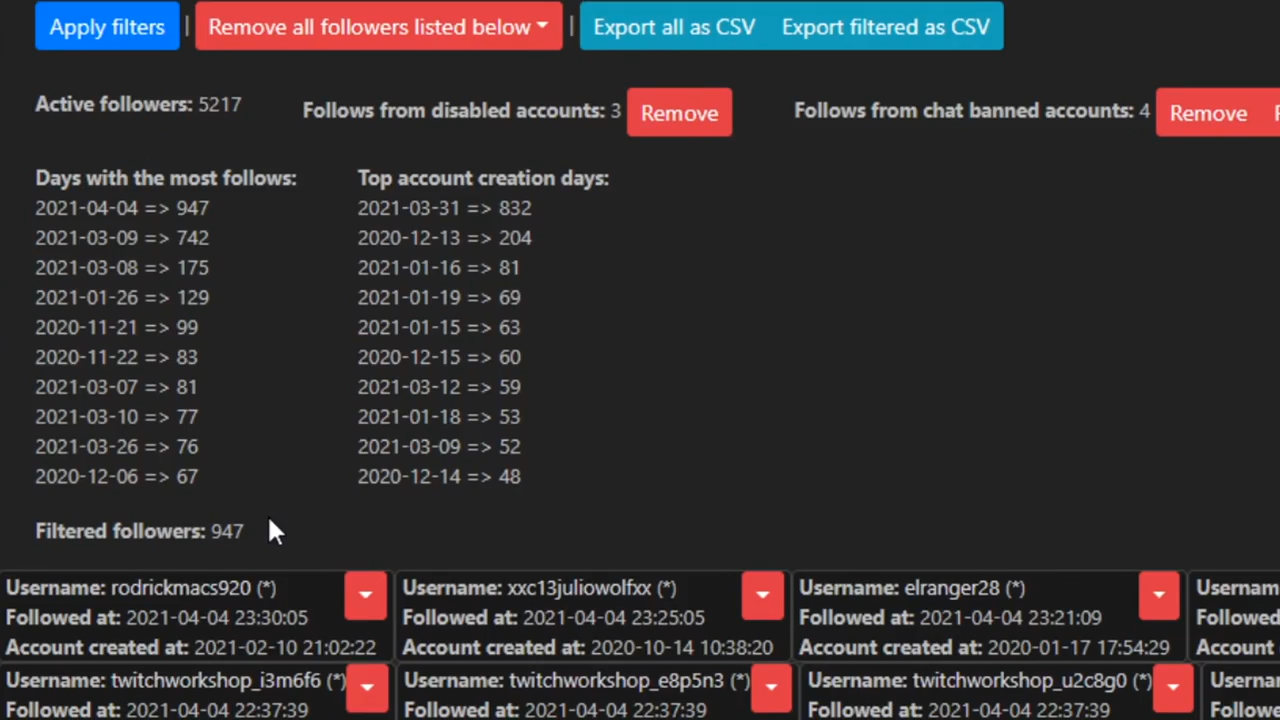 Apply filters | Remove all followers listed below | Export all as CSV Export filtered as CSV
Active followers: 5217 Follows from disabled accounts: 3 Remove Follows from chat banned accounts: 4 Remove
Days with the most follows: Top account creation days:
2021-04-04 => 947 2021-03-31 => 832
2021-03-09 => 742 2020-12-13 => 204
2021-03-08 => 175 2021-01-16 => 81
2021-01-26 => 129 2021-01-19 => 69
2020-11-21 => 99 2021-01-15 => 63
2020-11-22 => 83 2020-12-15 => 60
2021-03-07 => 81 2021-03-12 => 59
2021-03-10 => 77 2021-01-18 => 53
2021-03-26 => 76 2021-03-09 => 52
2020-12-06 => 67 2020-12-14 => 48
Filtered followers: 947
Username: rodrickmacs920 (*) Username: xxc13juliowolfxx (*) Username: elranger28 (*) Usernam
Followed at: 2021-04-04 23:30:05 Followed at: 2021-04-04 23:25:05 Followed at: 2021-04-04 23:21:09 Followed
Account created at: 2021-02-10 21:02:22 Account created at: 2020-10-14 10:38:20 Account created at: 2020-01-17 17:54:29 Account
Username: twitchworkshop_i3m6f6 (*) Username: twitchworkshop_e8p5n3 (*) Username: twitchworkshop_u2c8g0 (*) Usernam
Followed at: 2021-04-04 22:37:39 Followed at: 2021-04-04 22:37:39 Followed at: 2021-04-04 22:37:39 Followe